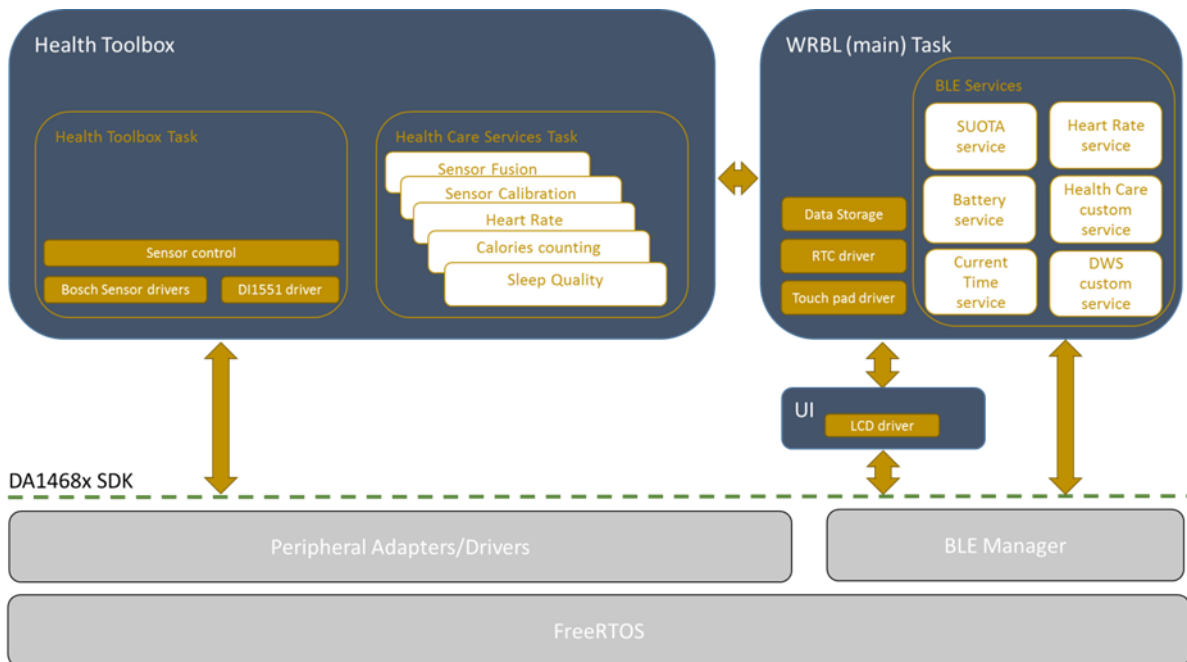 Health Toolbox
Health Toolbox Task
Sensor control
Bosch Sensor drivers
DI1551 driver
Health Care Services Task
Sensor Fusion
Sensor Calibration
Heart Rate
Calories counting
Sleep Quality
WRBL (main) Task
Data Storage
RTC driver
Touch pad driver
BLE Services
SUOTA
service
Heart Rate
service
Battery
service
Health Care
custom
service
Current
Time
service
DWS
custom
service
UI
LCD driver
DA1468x SDK
Peripheral Adapters/Drivers
BLE Manager
FreeRTOS